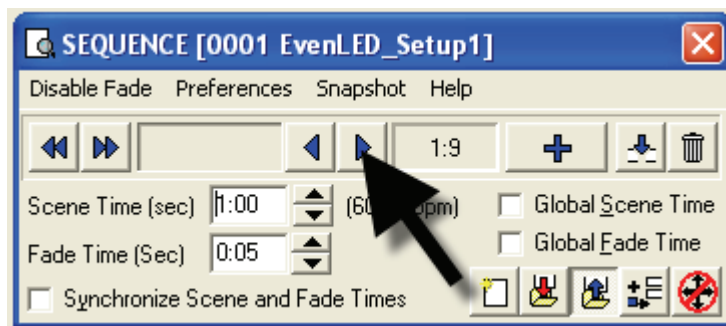 SEQUENCE [0001 EvenLED_Setup1]
Disable Fade Preferences Snapshot Help
1:9
Scene Time (sec) 1:00 Global Scene Time
Fade Time (Sec) 0:05 Global Fade Time
Synchronize Scene and Fade Times